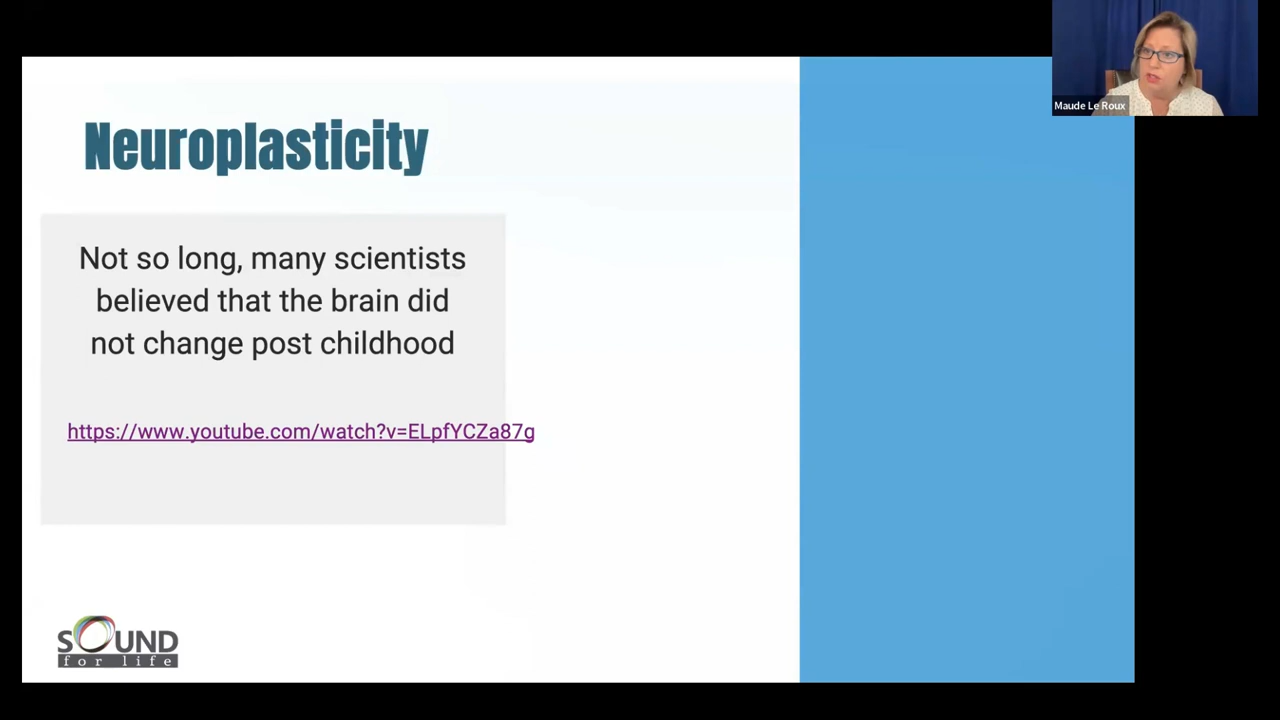 Maude Le Roux
Neuroplasticity
Not so long, many scientists
believed that the brain did
not change post childhood
https://www.youtube.com/watch?v=ELpfYCZa87g
SOUND
for life